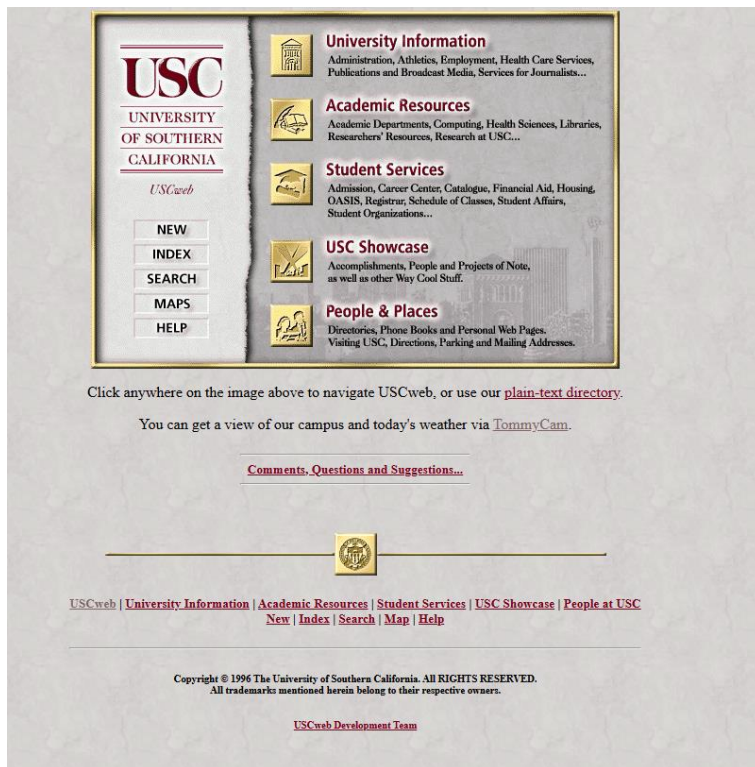 USC
UNIVERSITY
OF SOUTHERN
CALIFORNIA
USCweb
NEW
INDEX
SEARCH
MAPS
HELP
University Information
Administration, Athletics, Employment, Health Care Services,
Publications and Broadcast Media, Services for Journalists...
Academic Resources
Academic Departments, Computing, Health Sciences, Libraries,
Researchers' Resources, Research at USC...
Student Services
Admission, Career Center, Catalogue, Financial Aid, Housing,
OASIS, Registrar, Schedule of Classes, Student Affairs,
Student Organizations...
USC Showcase
Accomplishments, People and Projects of Note,
as well as other Way Cool Stuff.
People & Places
Directories, Phone Books and Personal Web Pages.
Visiting USC, Directions, Parking and Mailing Addresses.
Click anywhere on the image above to navigate USCweb, or use our plain-text directory.
You can get a view of our campus and today's weather via TommyCam.
Comments, Questions and Suggestions...
USCweb | University Information | Academic Resources | Student Services | USC Showcase | People at USC
New | Index | Search | Map | Help
Copyright © 1996 The University of Southern California. All RIGHTS RESERVED.
All trademarks mentioned herein belong to their respective owners.
USCweb Development Team